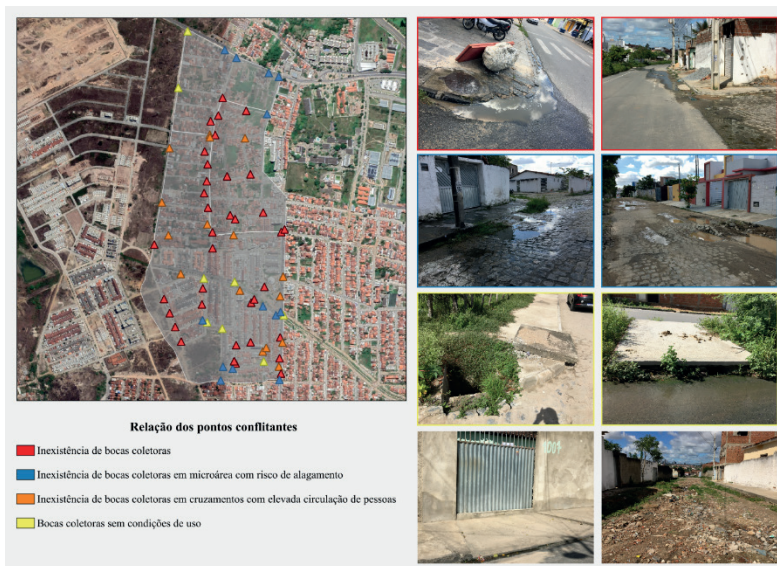 Relação dos pontos conflitantes
Inexistência de bocas coletoras
Inexistência de bocas coletoras em microárea com risco de alagamento
Inexistência de bocas coletoras em cruzamentos com elevada circulação de pessoas
Bocas coletoras sem condições de uso